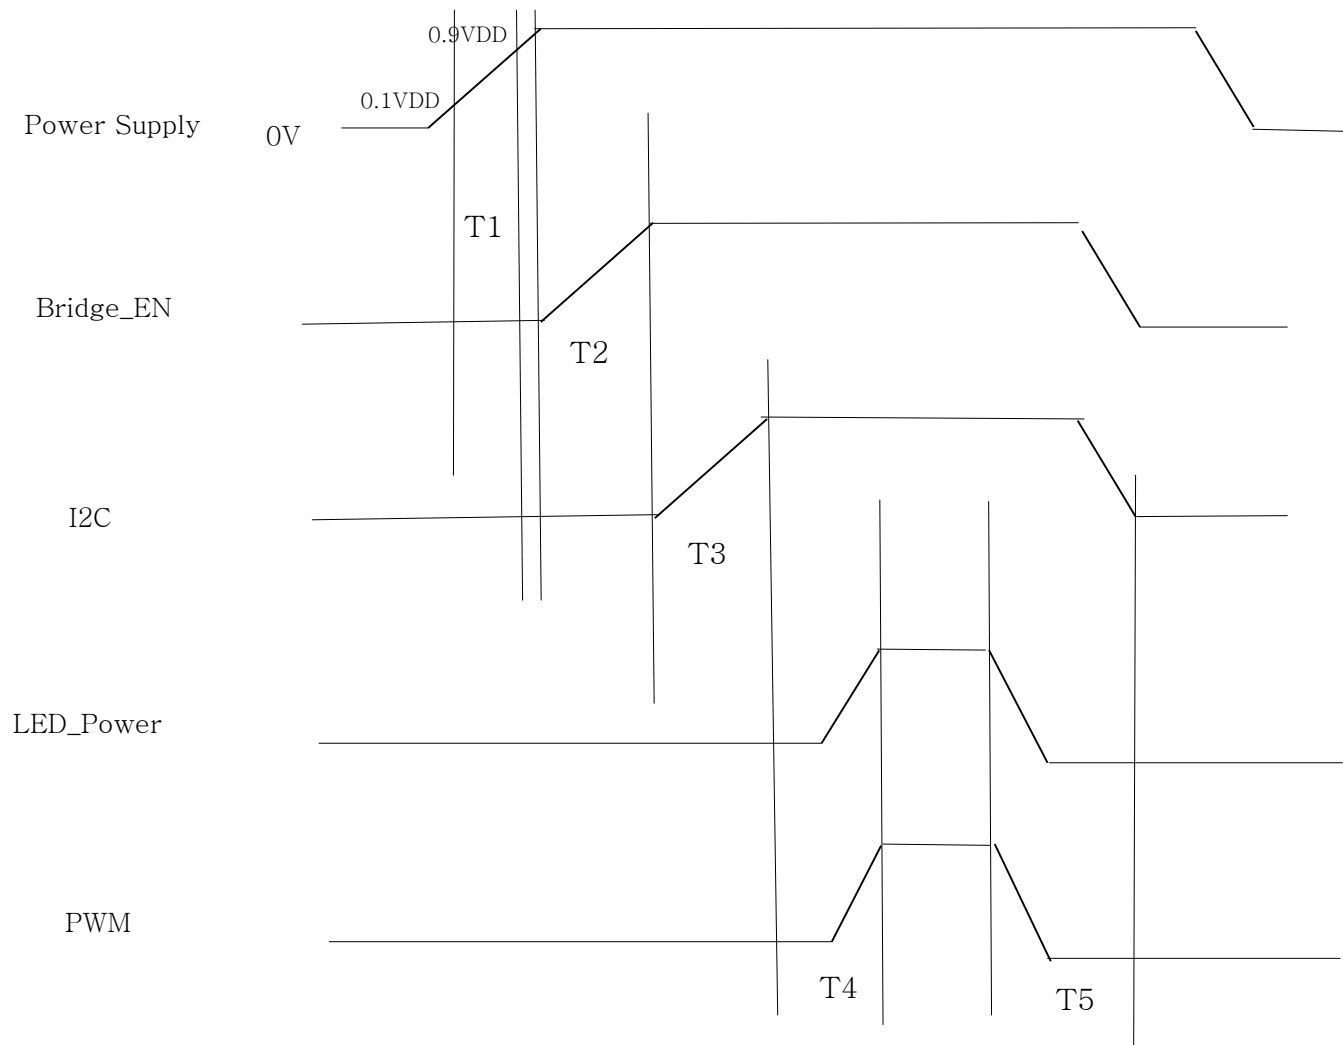 0.9VDD
0.1VDD
Power Supply 0V
T1
Bridge_EN
T2
I2C
T3
LED_Power
PWM
T4
T5